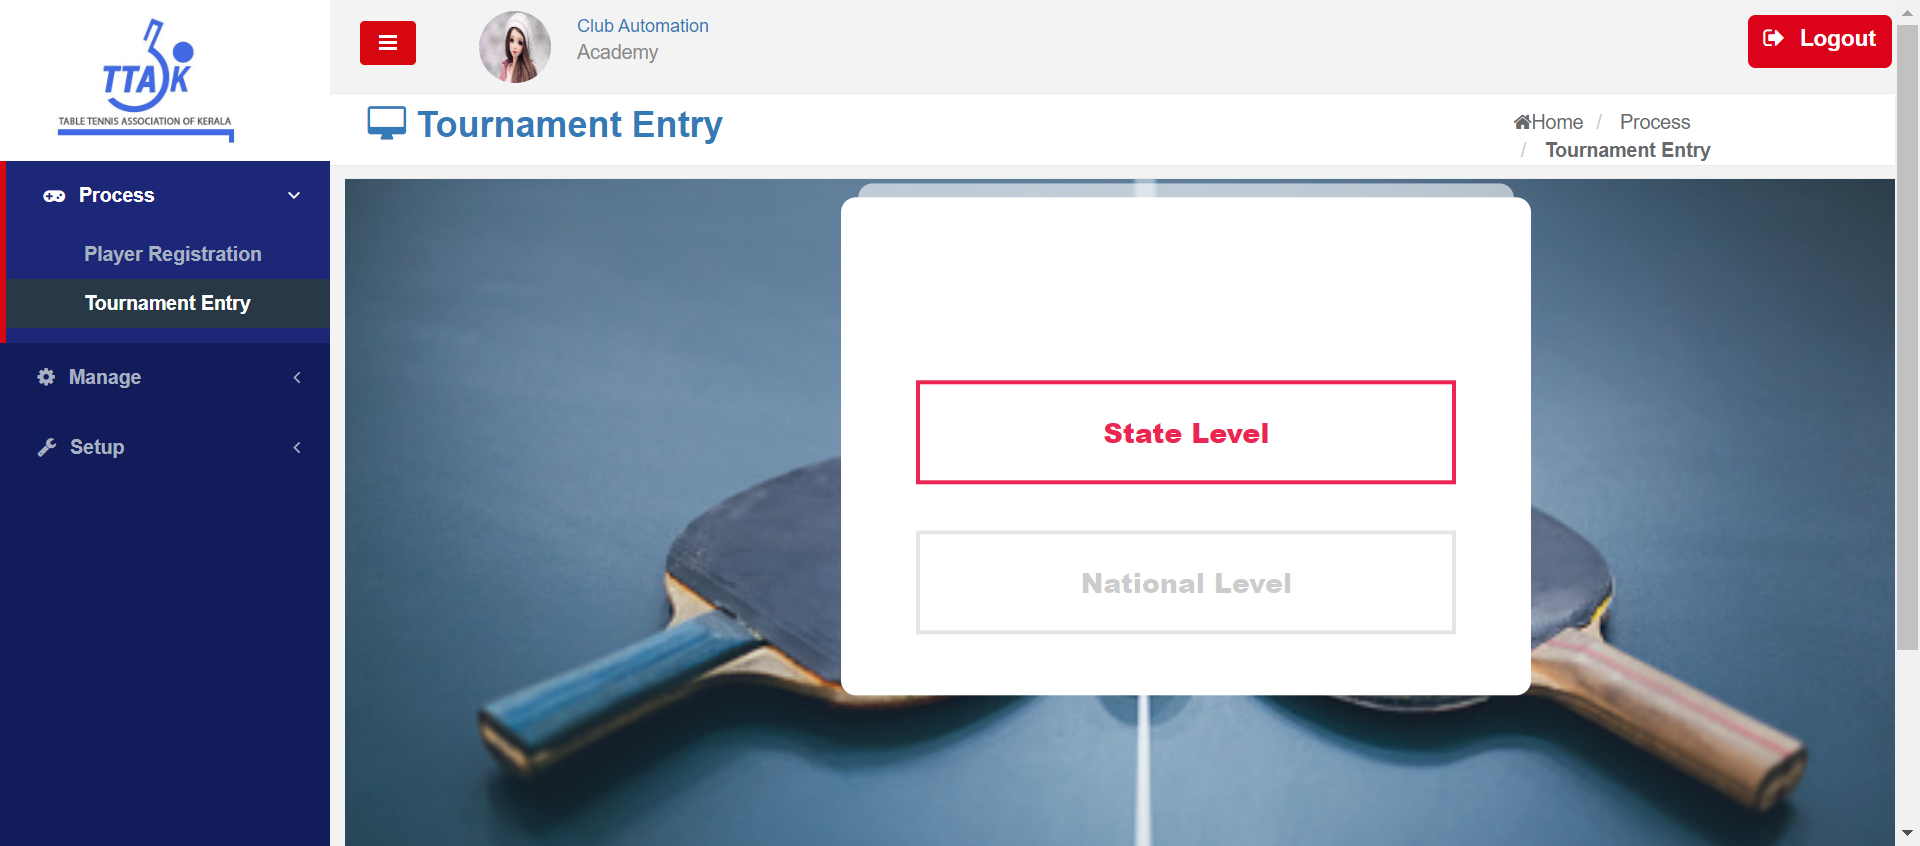 TTAK
TABLE TENNIS ASSOCIATION OF KERALA
Process
Player Registration
Tournament Entry
Manage
Setup
Club Automation
Academy
Logout
Tournament Entry
Home / Process
/ Tournament Entry
State Level
National Level